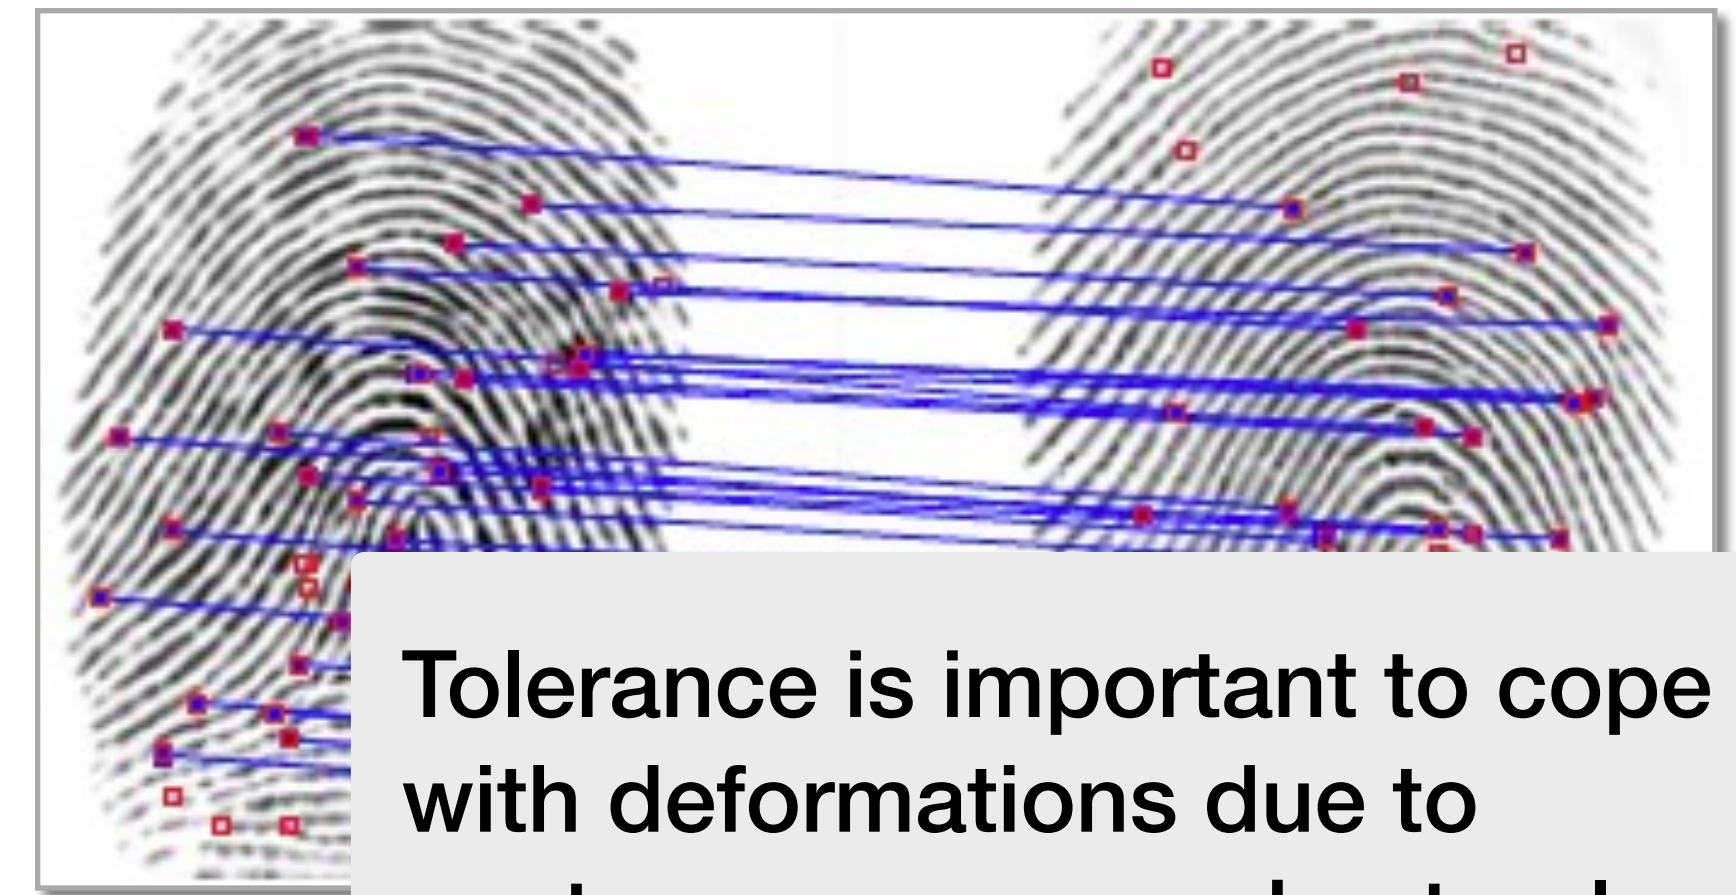 Tolerance is important to cope
with deformations due to